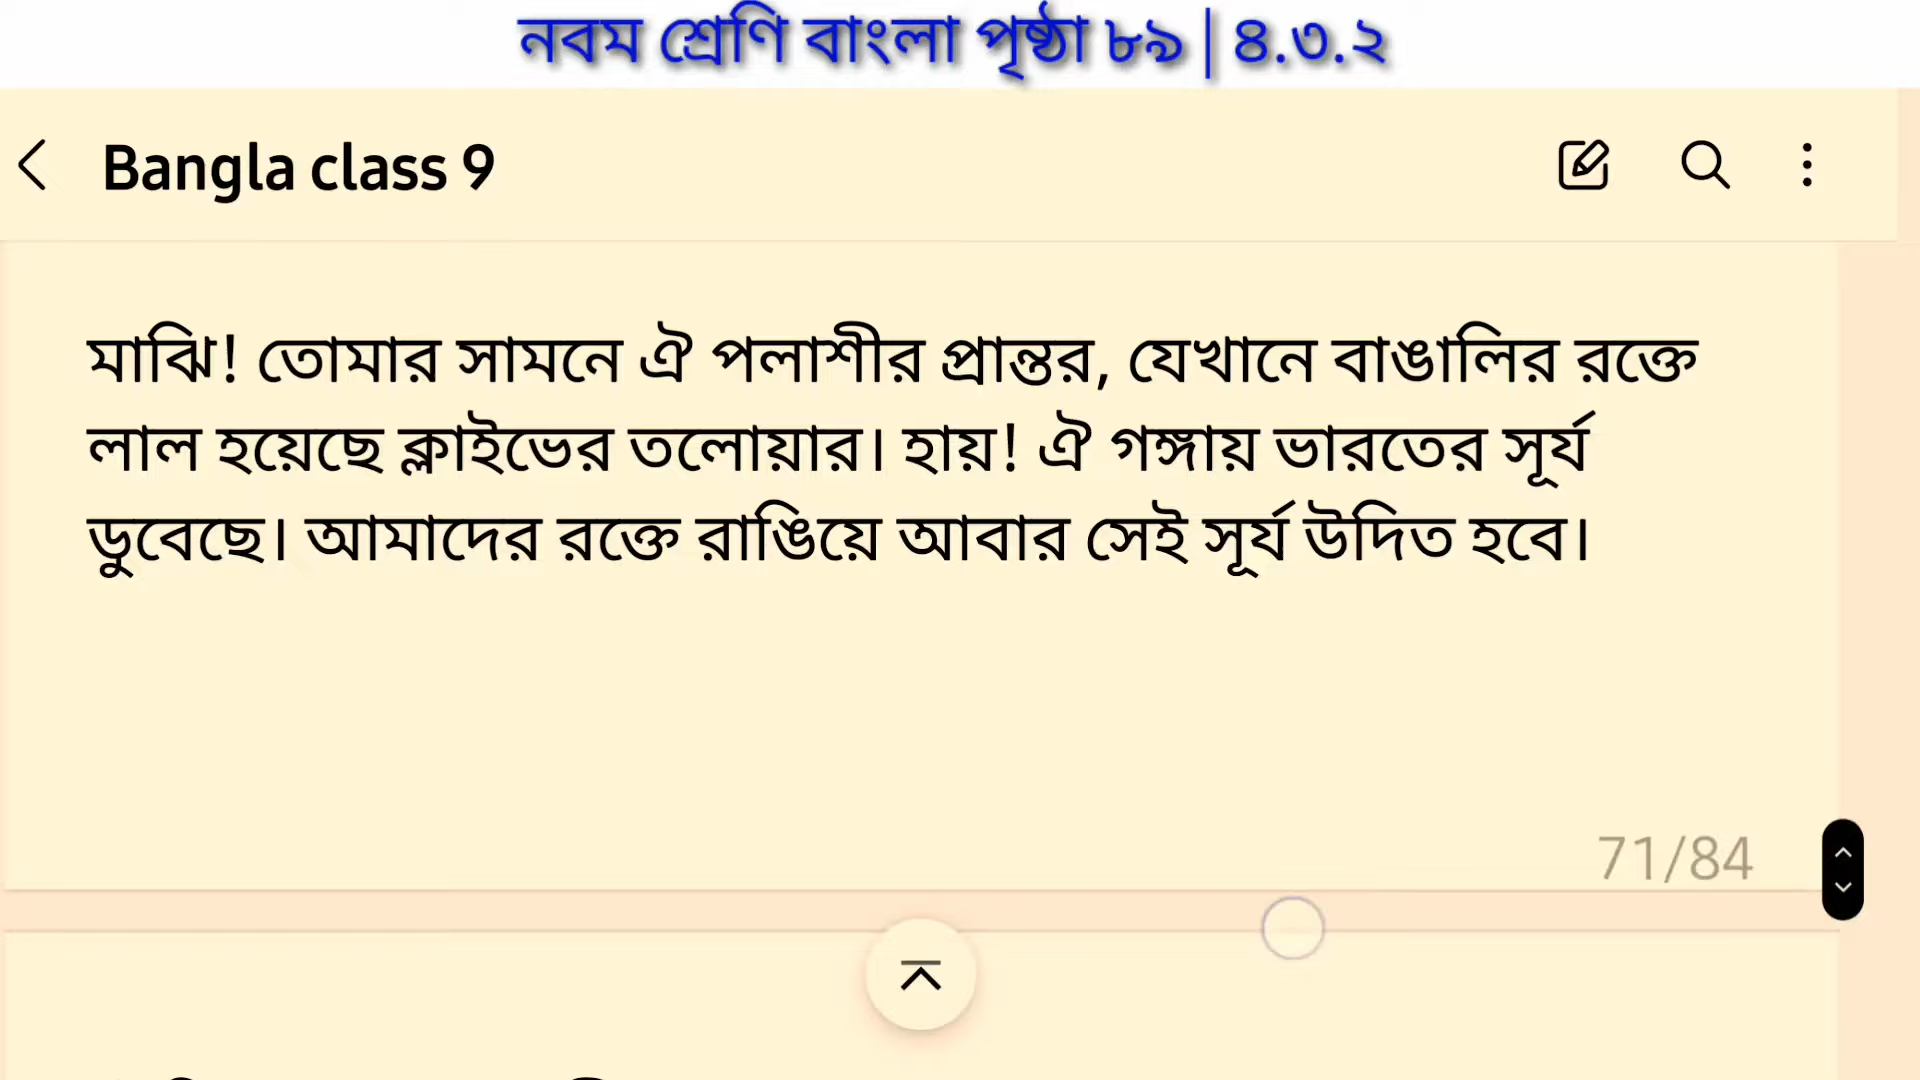 নবম শ্রেণি বাংলা পৃষ্ঠা ৮৯ | ৪.৩.২
Bangla class 9
মাঝি! তোমার সামনে ঐ পলাশীর প্রান্তর, যেখানে বাঙালির রক্তে
লাল হয়েছে ক্লাইভের তলোয়ার। হায়! ঐ গঙ্গায় ভারতের সূর্য
ডুবেছে। আমাদের রক্তে রাঙিয়ে আবার সেই সূর্য উদিত হবে।
71/84